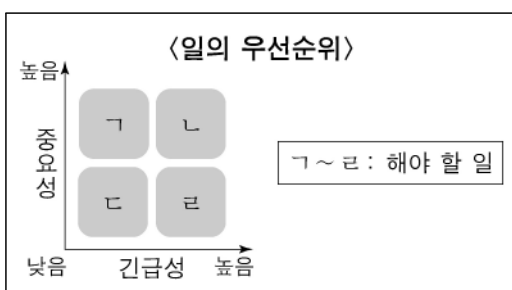 〈일의 우선순위〉
높음
중요성
ㄱ ㄴ
ㄱ～ㄹ: 해야 할 일
ㄷ ㄹ
낮음 긴급성 높음